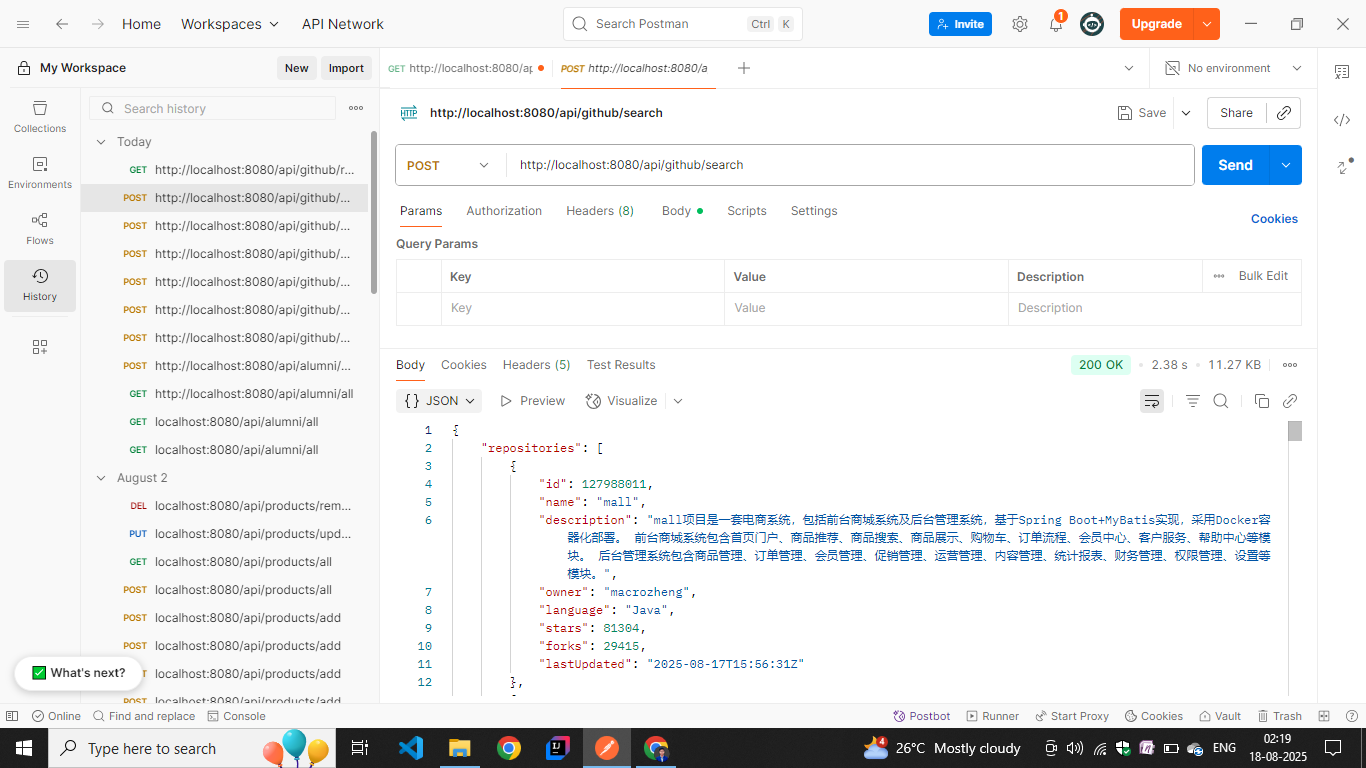 Home
Workspaces
API Network
Search Postman
Ctrl
K
Invite
1
Upgrade
My Workspace
New
Import
GET http://localhost:8080/ap
POST http://localhost:8080/a
No environment
Collections
Environments
Flows
History
Search history
Today
GET http://localhost:8080/api/github/r...
POST http://localhost:8080/api/github/...
POST http://localhost:8080/api/github/...
POST http://localhost:8080/api/github/...
POST http://localhost:8080/api/github/...
POST http://localhost:8080/api/github/...
POST http://localhost:8080/api/github/...
POST http://localhost:8080/api/alumni/...
GET http://localhost:8080/api/alumni/all
GET localhost:8080/api/alumni/all
GET localhost:8080/api/alumni/all
August 2
DEL localhost:8080/api/products/rem...
PUT localhost:8080/api/products/upd...
GET localhost:8080/api/products/all
POST localhost:8080/api/products/all
POST localhost:8080/api/products/add
POST localhost:8080/api/products/add
localhost:8080/api/products/add
POST localhost:8080/api/products/add
What's next?
HTTP http://localhost:8080/api/github/search
Save
Share
POST http://localhost:8080/api/github/search
Send
Params Authorization Headers (8) Body Scripts Settings
Cookies
Query Params
Key Value Description Bulk Edit
Key Value Description
Body Cookies Headers (5) Test Results
200 OK 2.38 s 11.27 KB
{} JSON Preview Visualize
1 {
2 "repositories": [
3 {
4 "id": 127988011,
5 "name": "mall",
6 "description": "mall项目是一套电商系统，包括前台商城系统及后台管理系统，基于Spring Boot+MyBatis实现，采用Docker容
器化部署。 前台商城系统包含首页门户、商品推荐、商品搜索、商品展示、购物车、订单流程、会员中心、客户服务、帮助中心等模
块。 后台管理系统包含商品管理、订单管理、会员管理、促销管理、运营管理、内容管理、统计报表、财务管理、权限管理、设置等
模块。",
7 "owner": "macrozheng",
8 "language": "Java",
9 "stars": 81304,
10 "forks": 29415,
11 "lastUpdated": "2025-08-17T15:56:31Z"
12 },
Online
Find and replace
Console
Postbot
Runner
Start Proxy
Cookies
Vault
Trash
Type here to search
4
26°C Mostly cloudy
ENG
02:19
18-08-2025